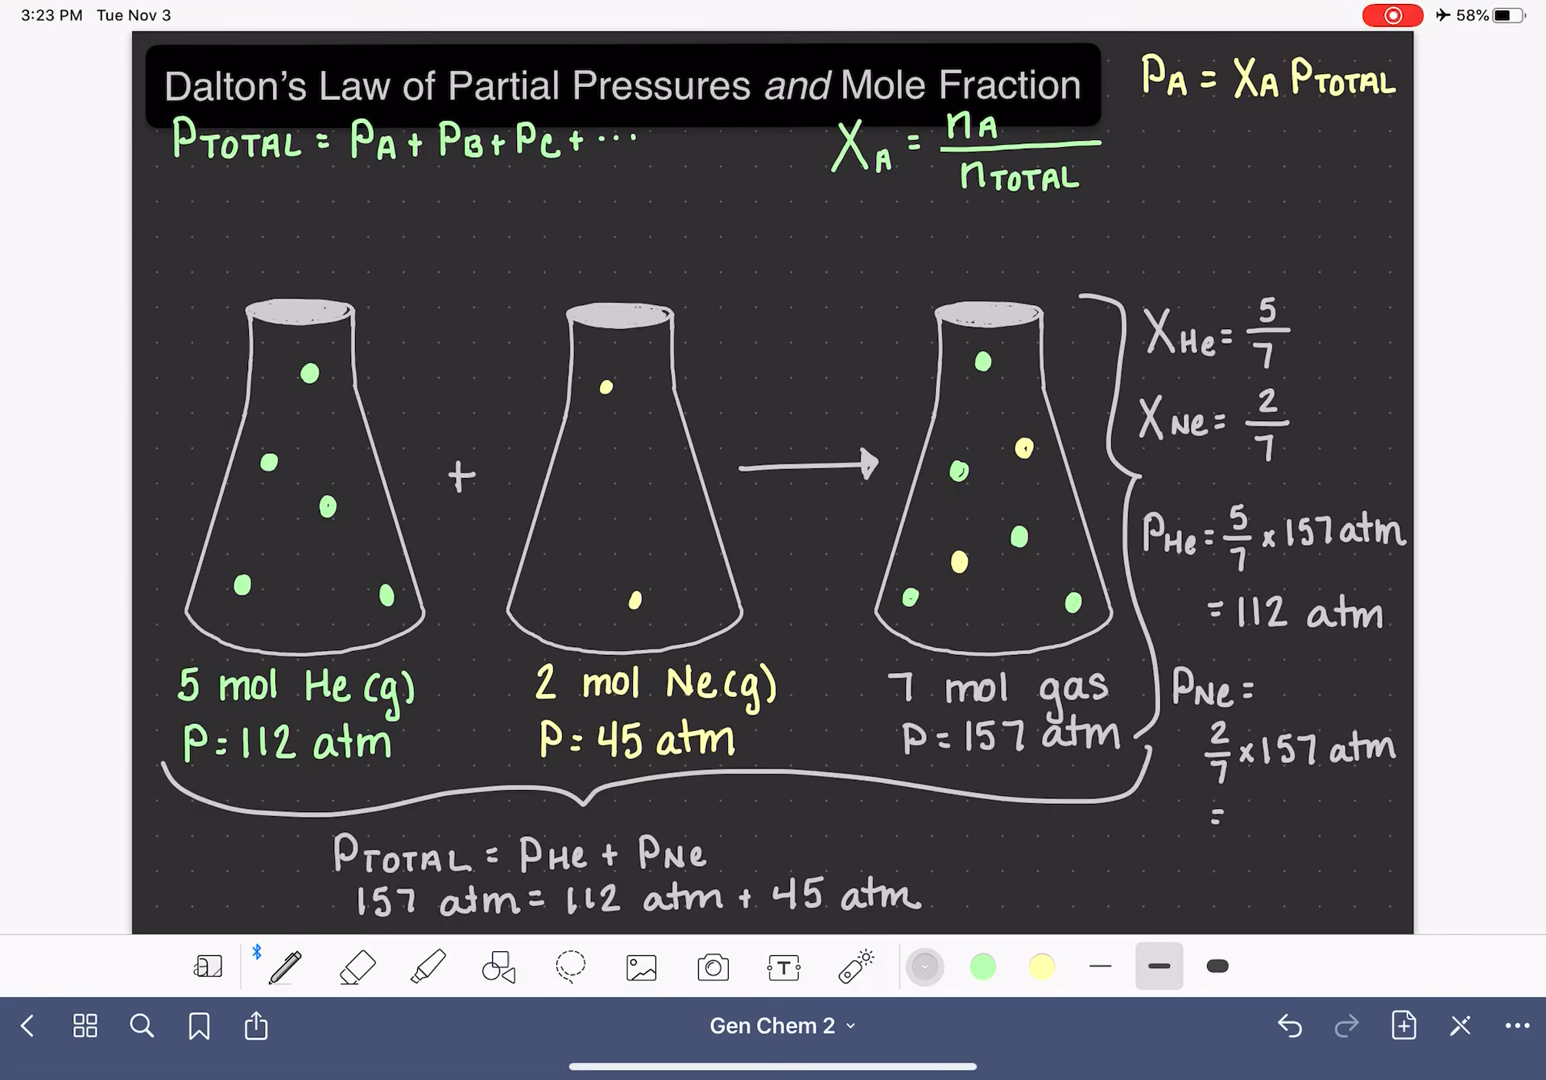 3:23 PM Tue Nov 3
58%
Dalton's Law of Partial Pressures and Mole Fraction
PA = XA PTOTAL
PTOTAL = PA + PB + PC + ...
XA = nA / nTOTAL
XHe = 5/7
XNe = 2/7
+
PHe = 5/7 x 157 atm
= 112 atm
5 mol He (g)
P = 112 atm
2 mol Ne (g)
P = 45 atm
7 mol gas
P = 157 atm
PNe =
2/7 x 157 atm
=
PTOTAL = PHe + PNe
157 atm = 112 atm + 45 atm
T
Gen Chem 2